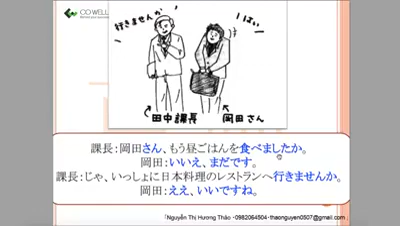 CO-WELL
行きませんか
はい
田中課長
岡田さん
課長:岡田さん、もう昼ごはんを食べましたか。
岡田:いいえ、まだです。
課長:じゃ、いっしょに日本料理のレストランへ行きませんか。
岡田:ええ、いいですね。
「Nguyễn Thị Hương Thảo -0982064504-thaonguyen0507@gmail.com」